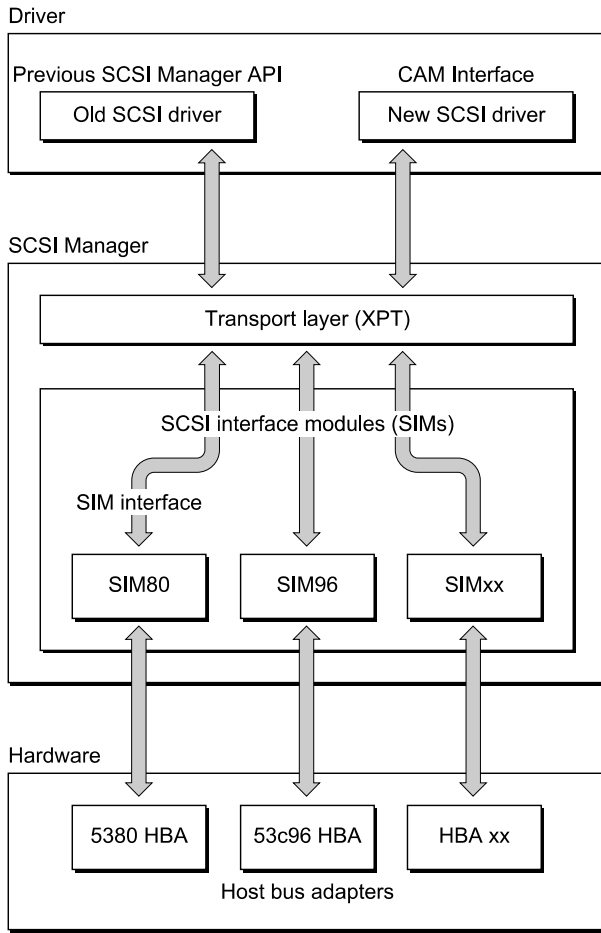 Driver
Previous SCSI Manager API
CAM Interface
Old SCSI driver
New SCSI driver
SCSI Manager
Transport layer (XPT)
SCSI interface modules (SIMs)
SIM interface
SIM80
SIM96
SIMxx
Hardware
5380 HBA
53c96 HBA
HBA xx
Host bus adapters